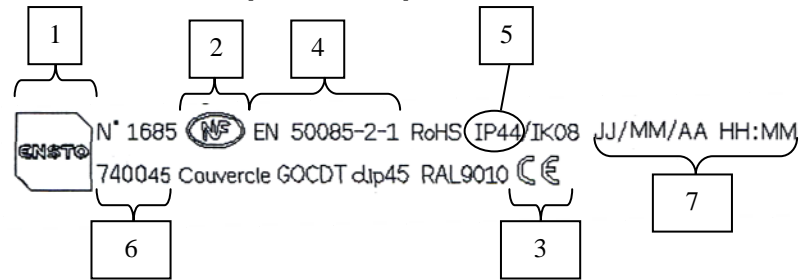 1
2
4
5
ENSTO
N° 1685 NF EN 50085-2-1 RoHS IP44/IK08 JJ/MM/AA HH:MM
740045 Couvercle GOCDT d.lp45 RAL9010 CE
6
3
7